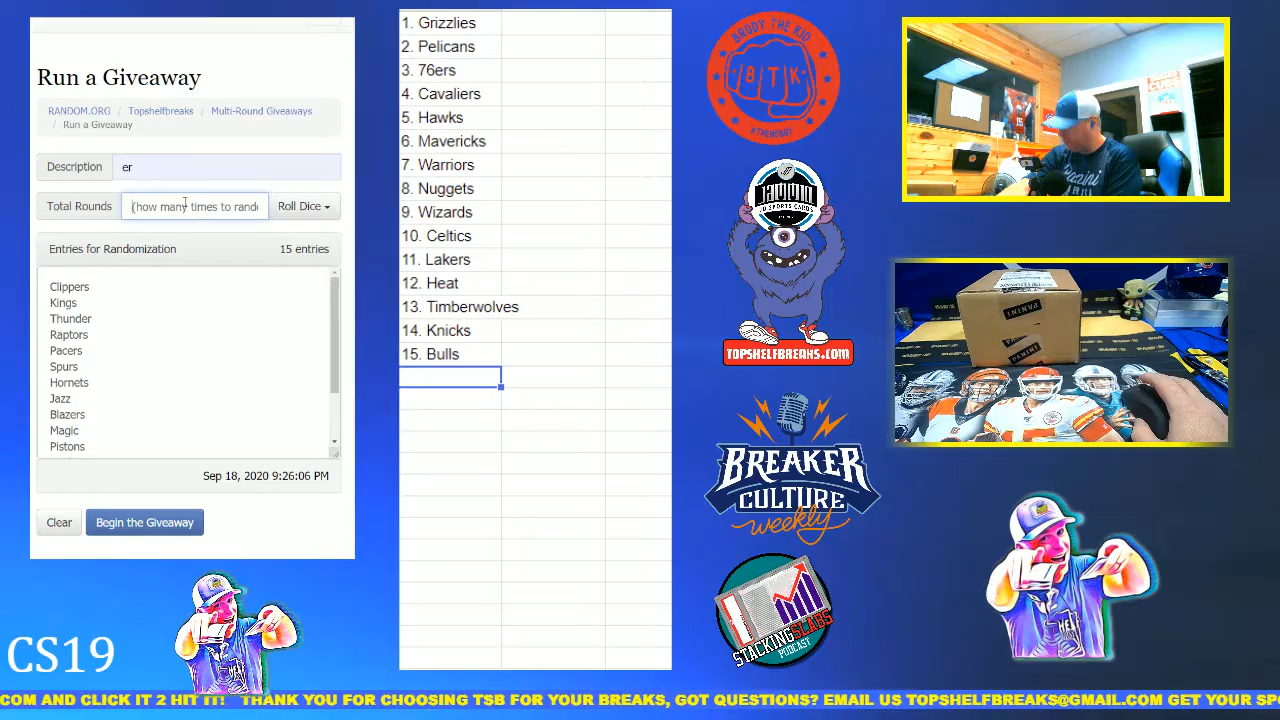 Run a Giveaway
RANDOM.ORG / Topshelfbreaks / Multi-Round Giveaways
/ Run a Giveaway
Description er
Total Rounds (how many times to rand Roll Dice
Entries for Randomization 15 entries
Clippers
Kings
Thunder
Raptors
Pacers
Spurs
Hornets
Jazz
Blazers
Magic
Pistons
Sep 18, 2020 9:26:06 PM
Clear Begin the Giveaway
CS19
1. Grizzlies
2. Pelicans
3. 76ers
4. Cavaliers
5. Hawks
6. Mavericks
7. Warriors
8. Nuggets
9. Wizards
10. Celtics
11. Lakers
12. Heat
13. Timberwolves
14. Knicks
15. Bulls
BRODY THE KID
BTK
#THEHOBBY
JAMMIN
SPORTS CARDS
TOPSHELFBREAKS.COM
BREAKER
CULTURE
weekly
STACKING SLABS
PODCAST
PANINI
PANINI
COM AND CLICK IT 2 HIT IT! THANK YOU FOR CHOOSING TSB FOR YOUR BREAKS, GOT QUESTIONS? EMAIL US TOPSHELFBREAKS@GMAIL.COM GET YOUR SP